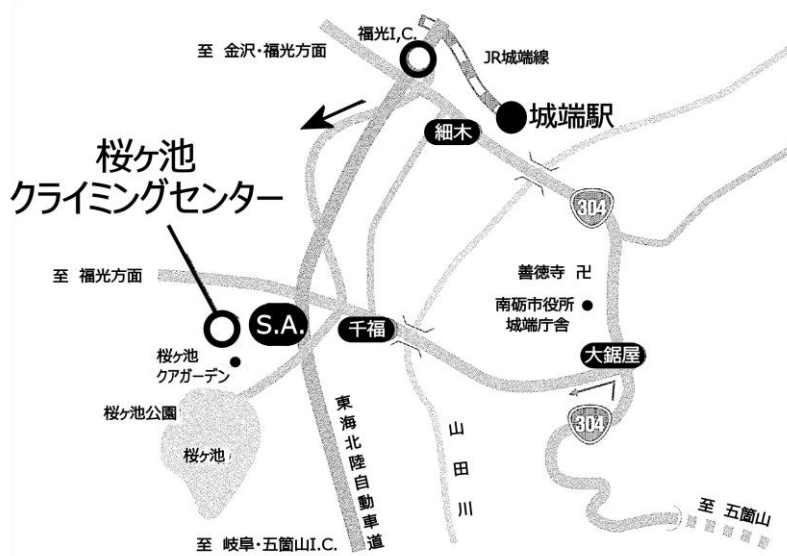 福光I,C.
至 金沢・福光方面
JR城端線
城端駅
細木
桜ヶ池
クライミングセンター
304
至 福光方面
善徳寺 卍
南砺市役所
城端庁舎
S.A.
千福
大鋸屋
桜ヶ池
クアガーデン
桜ヶ池公園
桜ヶ池
東海北陸自動車道
山田川
304
至 五箇山
至 岐阜・五箇山I.C.